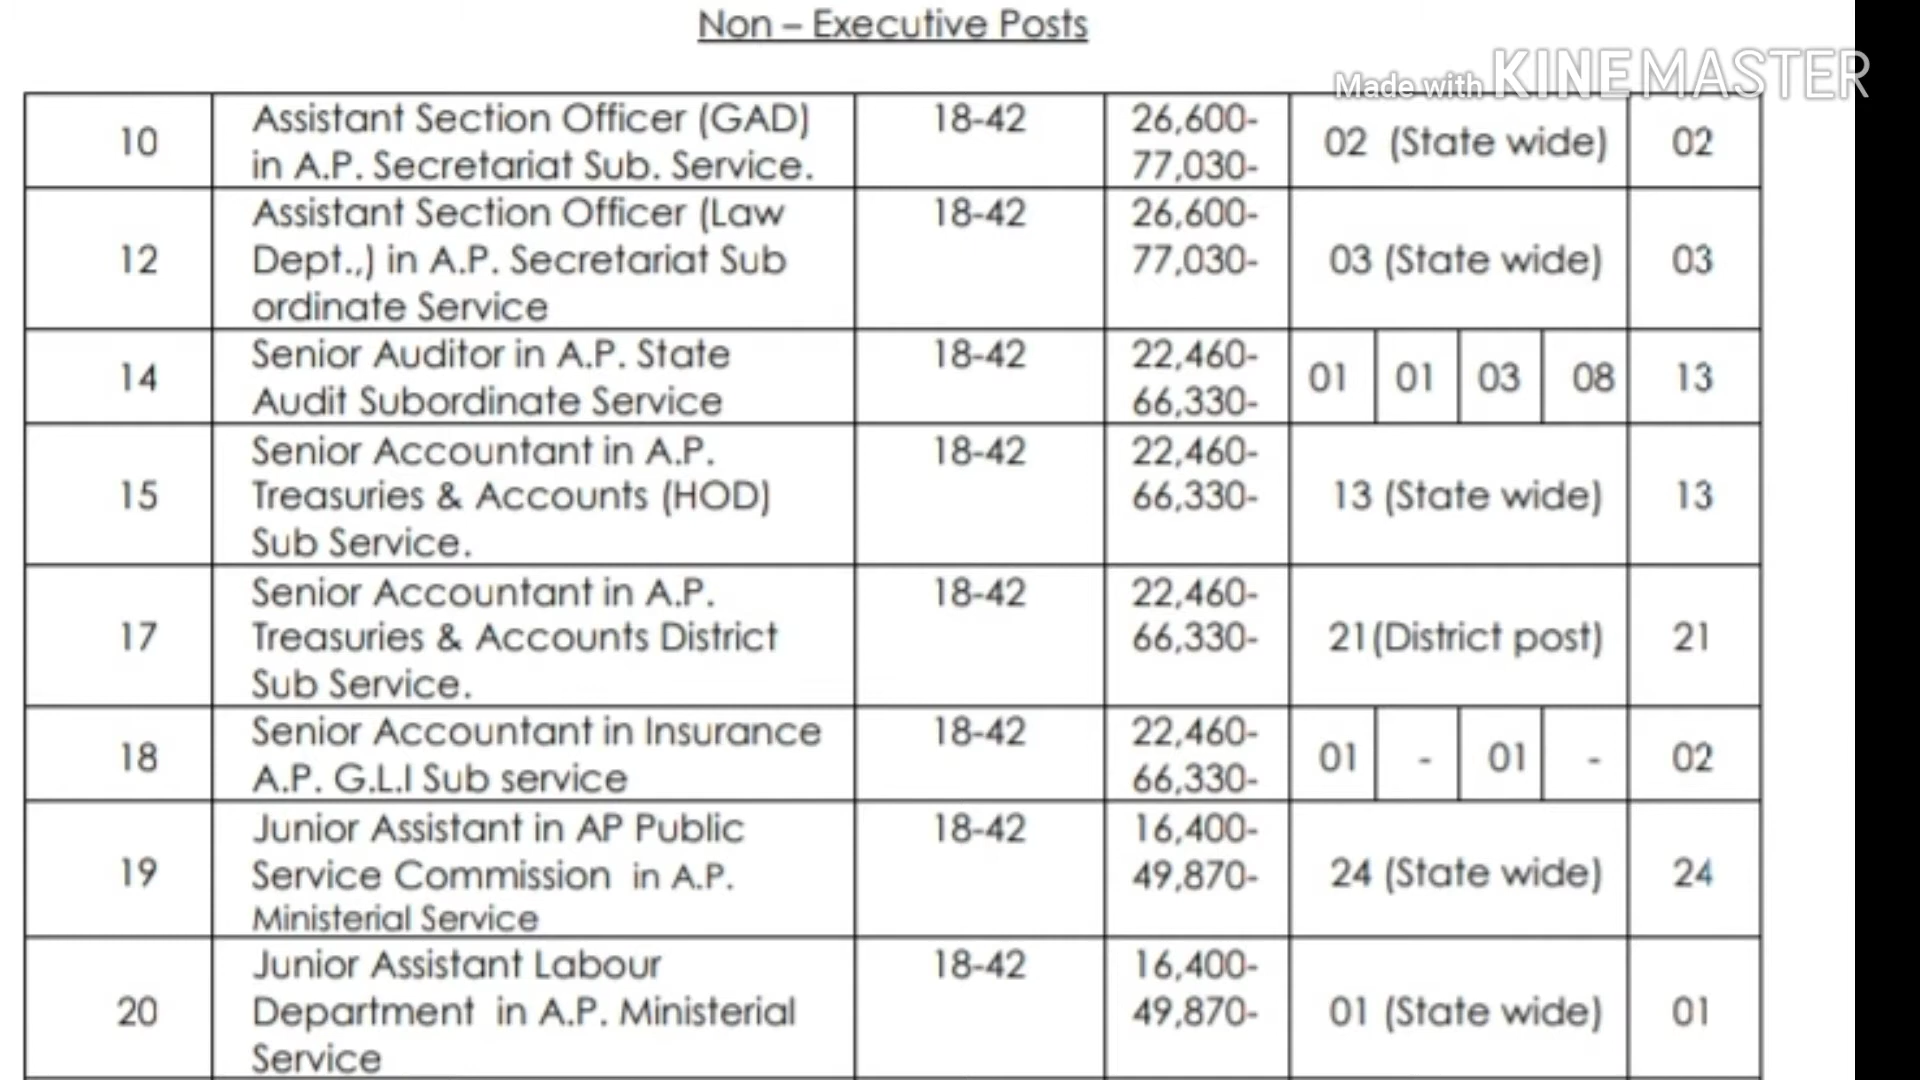 Non – Executive Posts
Made with KINEMASTER
10 Assistant Section Officer (GAD) 18-42 26,600- 02 (State wide) 02
in A.P. Secretariat Sub. Service. 77,030-
12 Assistant Section Officer (Law 18-42 26,600- 03 (State wide) 03
Dept.,) in A.P. Secretariat Sub 77,030-
ordinate Service
14 Senior Auditor in A.P. State 18-42 22,460- 01 01 03 08 13
Audit Subordinate Service 66,330-
15 Senior Accountant in A.P. 18-42 22,460- 13 (State wide) 13
Treasuries & Accounts (HOD) 66,330-
Sub Service.
17 Senior Accountant in A.P. 18-42 22,460- 21(District post) 21
Treasuries & Accounts District 66,330-
Sub Service.
18 Senior Accountant in Insurance 18-42 22,460- 01 - 01 - 02
A.P. G.L.I Sub service 66,330-
19 Junior Assistant in AP Public 18-42 16,400- 24 (State wide) 24
Service Commission in A.P. 49,870-
Ministerial Service
20 Junior Assistant Labour 18-42 16,400- 01 (State wide) 01
Department in A.P. Ministerial 49,870-
Service